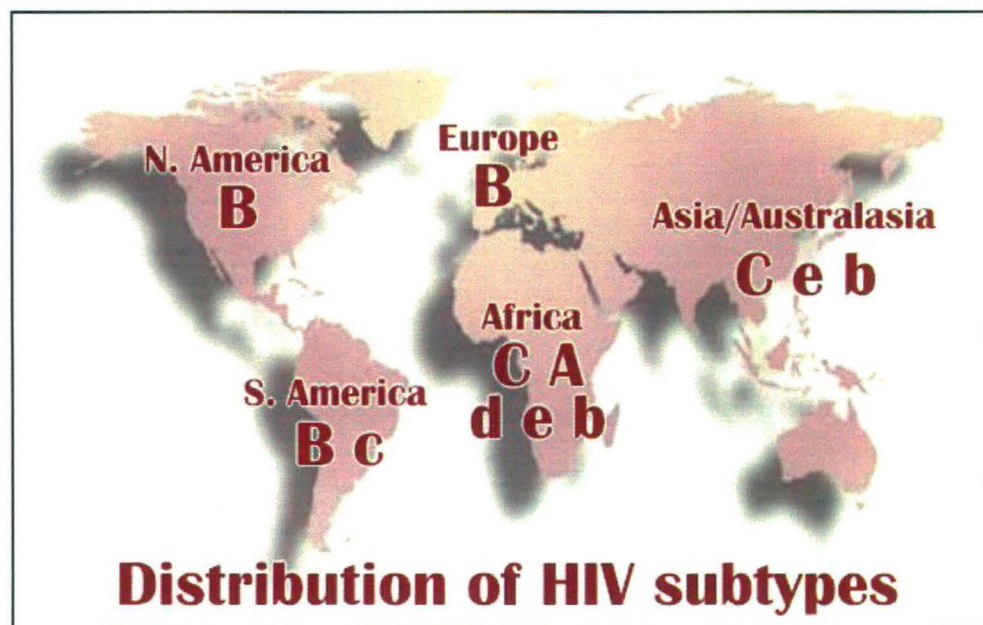 N. America
B
Europe
B
Asia/Australasia
C e b
Africa
C A
d e b
S. America
B c
Distribution of HIV subtypes